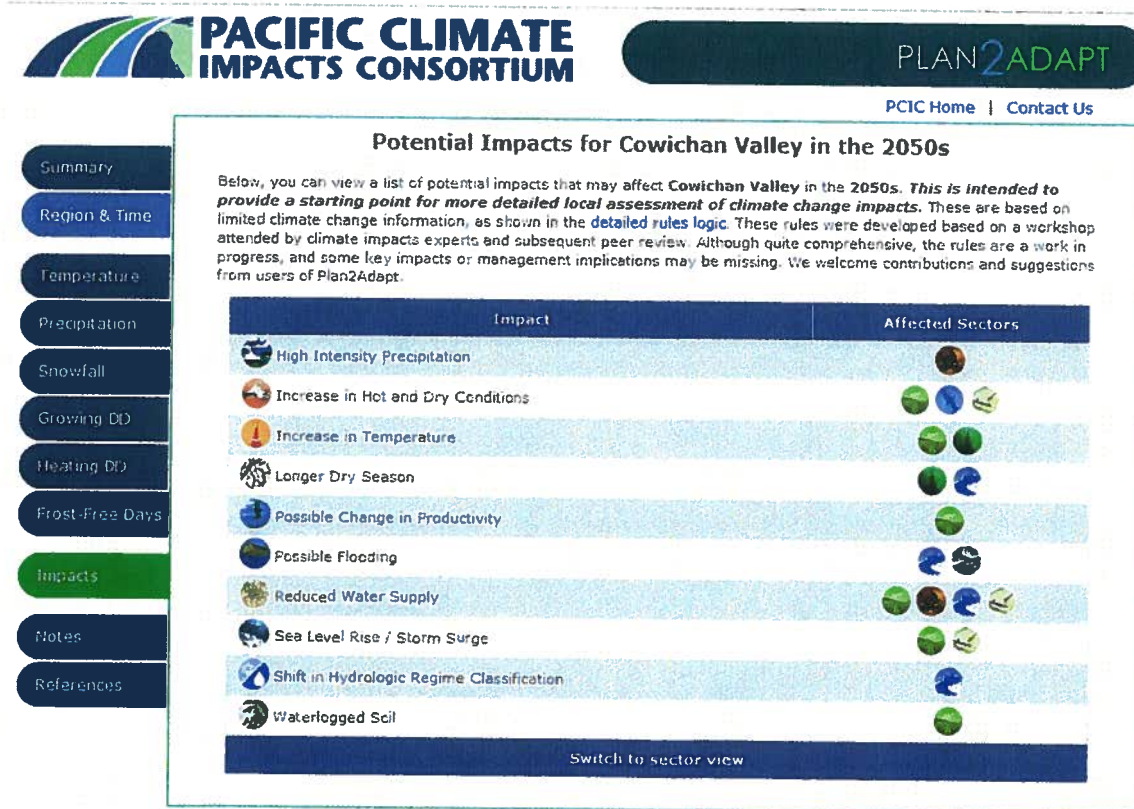 PACIFIC CLIMATE
IMPACTS CONSORTIUM
PLAN2ADAPT
PCIC Home | Contact Us
Summary
Region & Time
Temperature
Precipitation
Snowfall
Growing DD
Heating DD
Frost-Free Days
Impacts
Notes
References
Potential Impacts for Cowichan Valley in the 2050s
Below, you can view a list of potential impacts that may affect Cowichan Valley in the 2050s. This is intended to
provide a starting point for more detailed local assessment of climate change impacts. These are based on
limited climate change information, as shown in the detailed rules logic. These rules were developed based on a workshop
attended by climate impacts experts and subsequent peer review. Although quite comprehensive, the rules are a work in
progress, and some key impacts or management implications may be missing. We welcome contributions and suggestions
from users of Plan2Adapt.
Impact Affected Sectors
High Intensity Precipitation
Increase in Hot and Dry Conditions
Increase in Temperature
Longer Dry Season
Possible Change in Productivity
Possible Flooding
Reduced Water Supply
Sea Level Rise / Storm Surge
Shift in Hydrologic Regime Classification
Waterlogged Soil
Switch to sector view